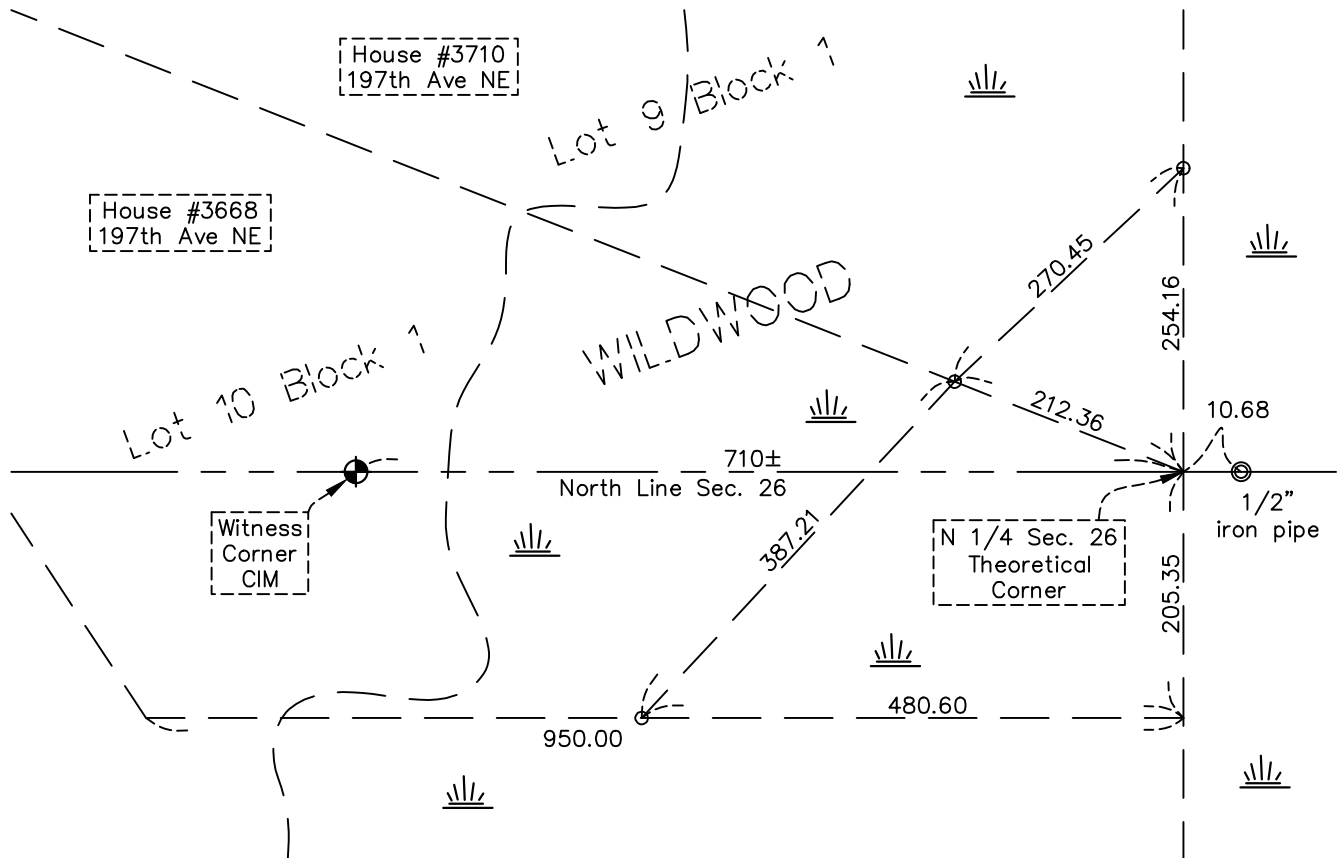 House #3710
197th Ave NE
Lot 9 Block 1
House #3668
197th Ave NE
270.45
254.16
WILDWOOD
Lot 10 Block 1
212.36
10.68
710±
North Line Sec. 26
1/2"
iron pipe
Witness
Corner
CIM
387.21
N 1/4 Sec. 26
Theoretical
Corner
205.35
480.60
950.00